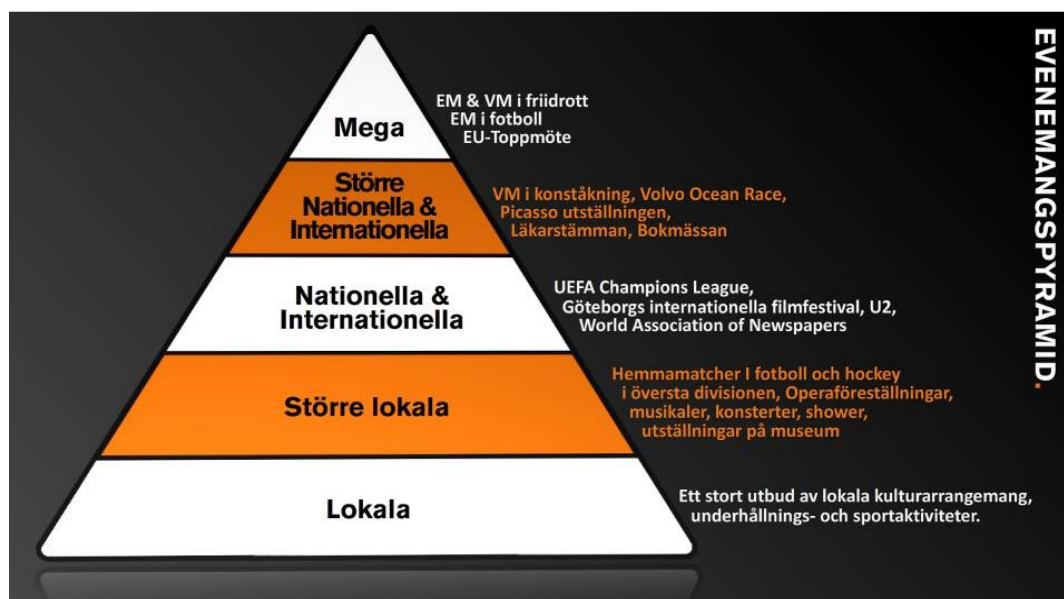 EVENEMANGSPYRAMID.
Mega
EM & VM i friidrott
EM i fotboll
EU-Toppmöte
Större
Nationella &
Internationella
VM i konståkning, Volvo Ocean Race,
Picasso utställningen,
Läkarstämman, Bokmässan
Nationella &
Internationella
UEFA Champions League,
Göteborgs internationella filmfestival, U2,
World Association of Newspapers
Större lokala
Hemmamatcher I fotboll och hockey
i översta divisionen, Operaföreställningar,
musikaler, konserter, shower,
utställningar på museum
Lokala
Ett stort utbud av lokala kulturarrangemang,
underhållnings- och sportaktiviteter.